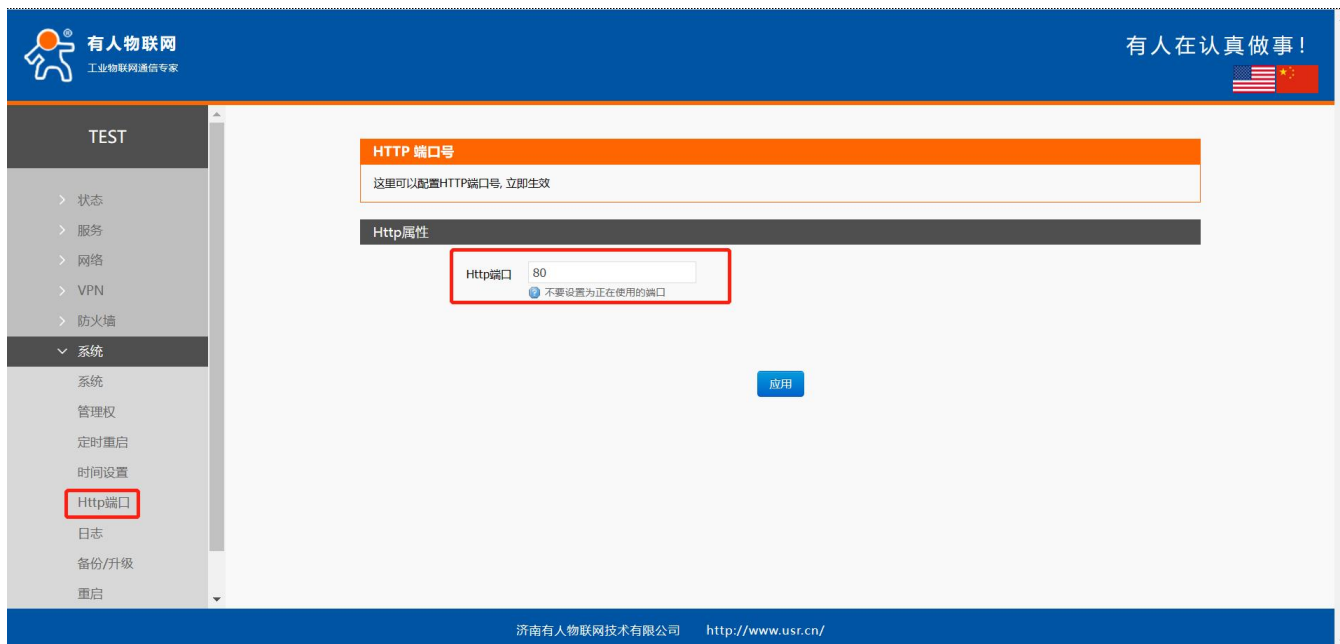 有人物联网
®
工业物联网通信专家
有人在认真做事!
TEST
状态
服务
网络
VPN
防火墙
系统
系统
管理权
定时重启
时间设置
Http端口
日志
备份/升级
重启
HTTP 端口号
这里可以配置HTTP端口号, 立即生效
Http属性
Http端口 80
不要设置为正在使用的端口
应用
济南有人物联网技术有限公司 http://www.usr.cn/